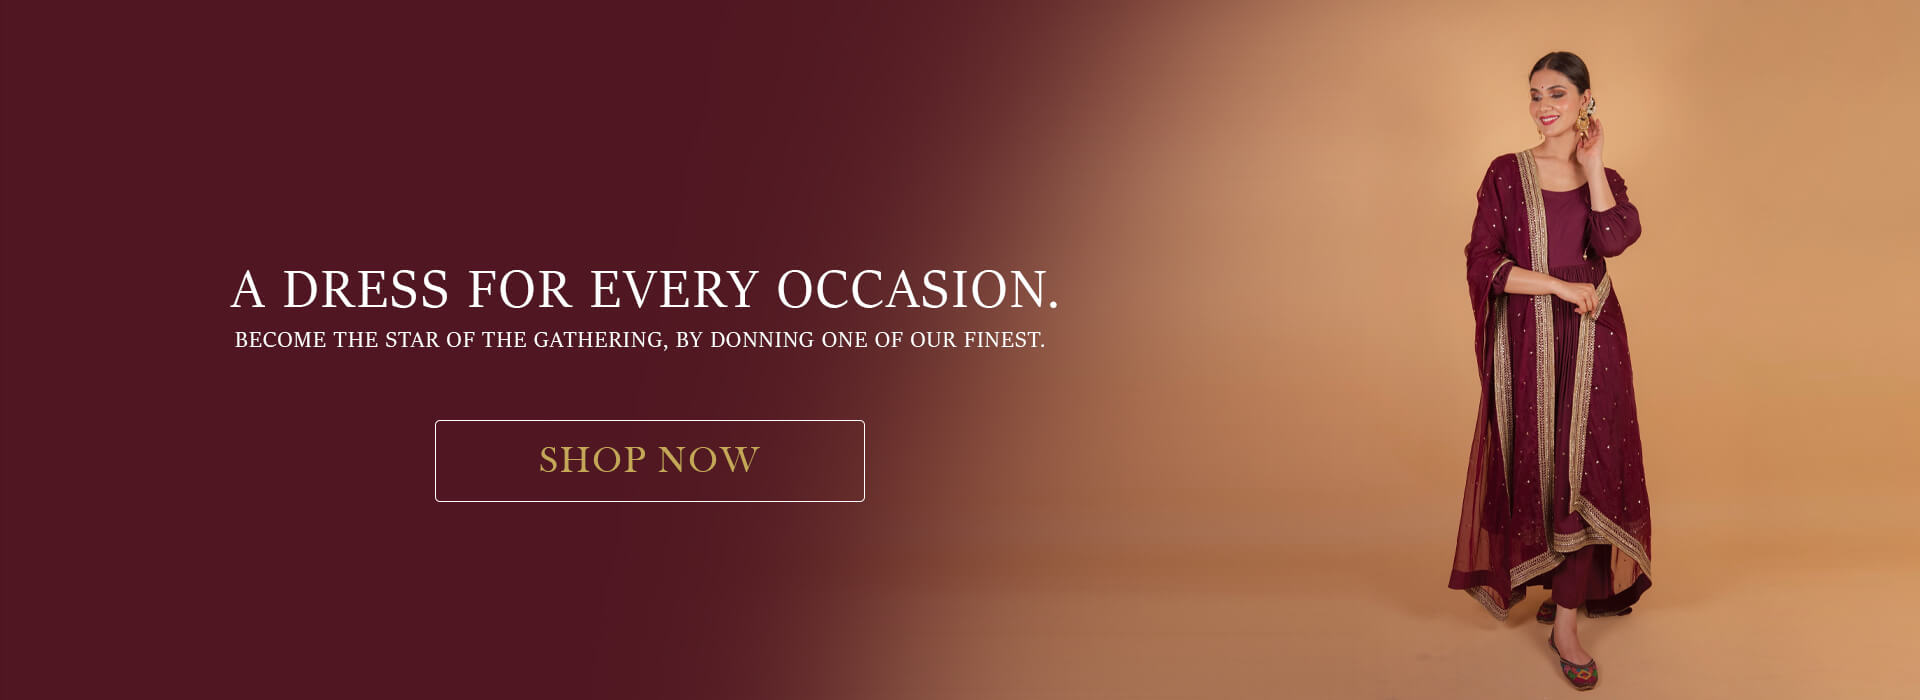 A DRESS FOR EVERY OCCASION.
BECOME THE STAR OF THE GATHERING, BY DONNING ONE OF OUR FINEST.
SHOP NOW